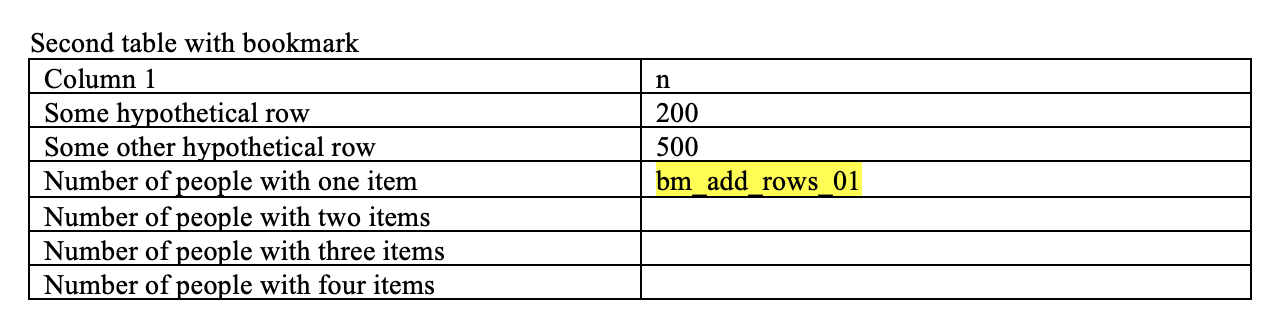 Second table with bookmark
Column 1 n
Some hypothetical row 200
Some other hypothetical row 500
Number of people with one item bm_add_rows_01
Number of people with two items
Number of people with three items
Number of people with four items